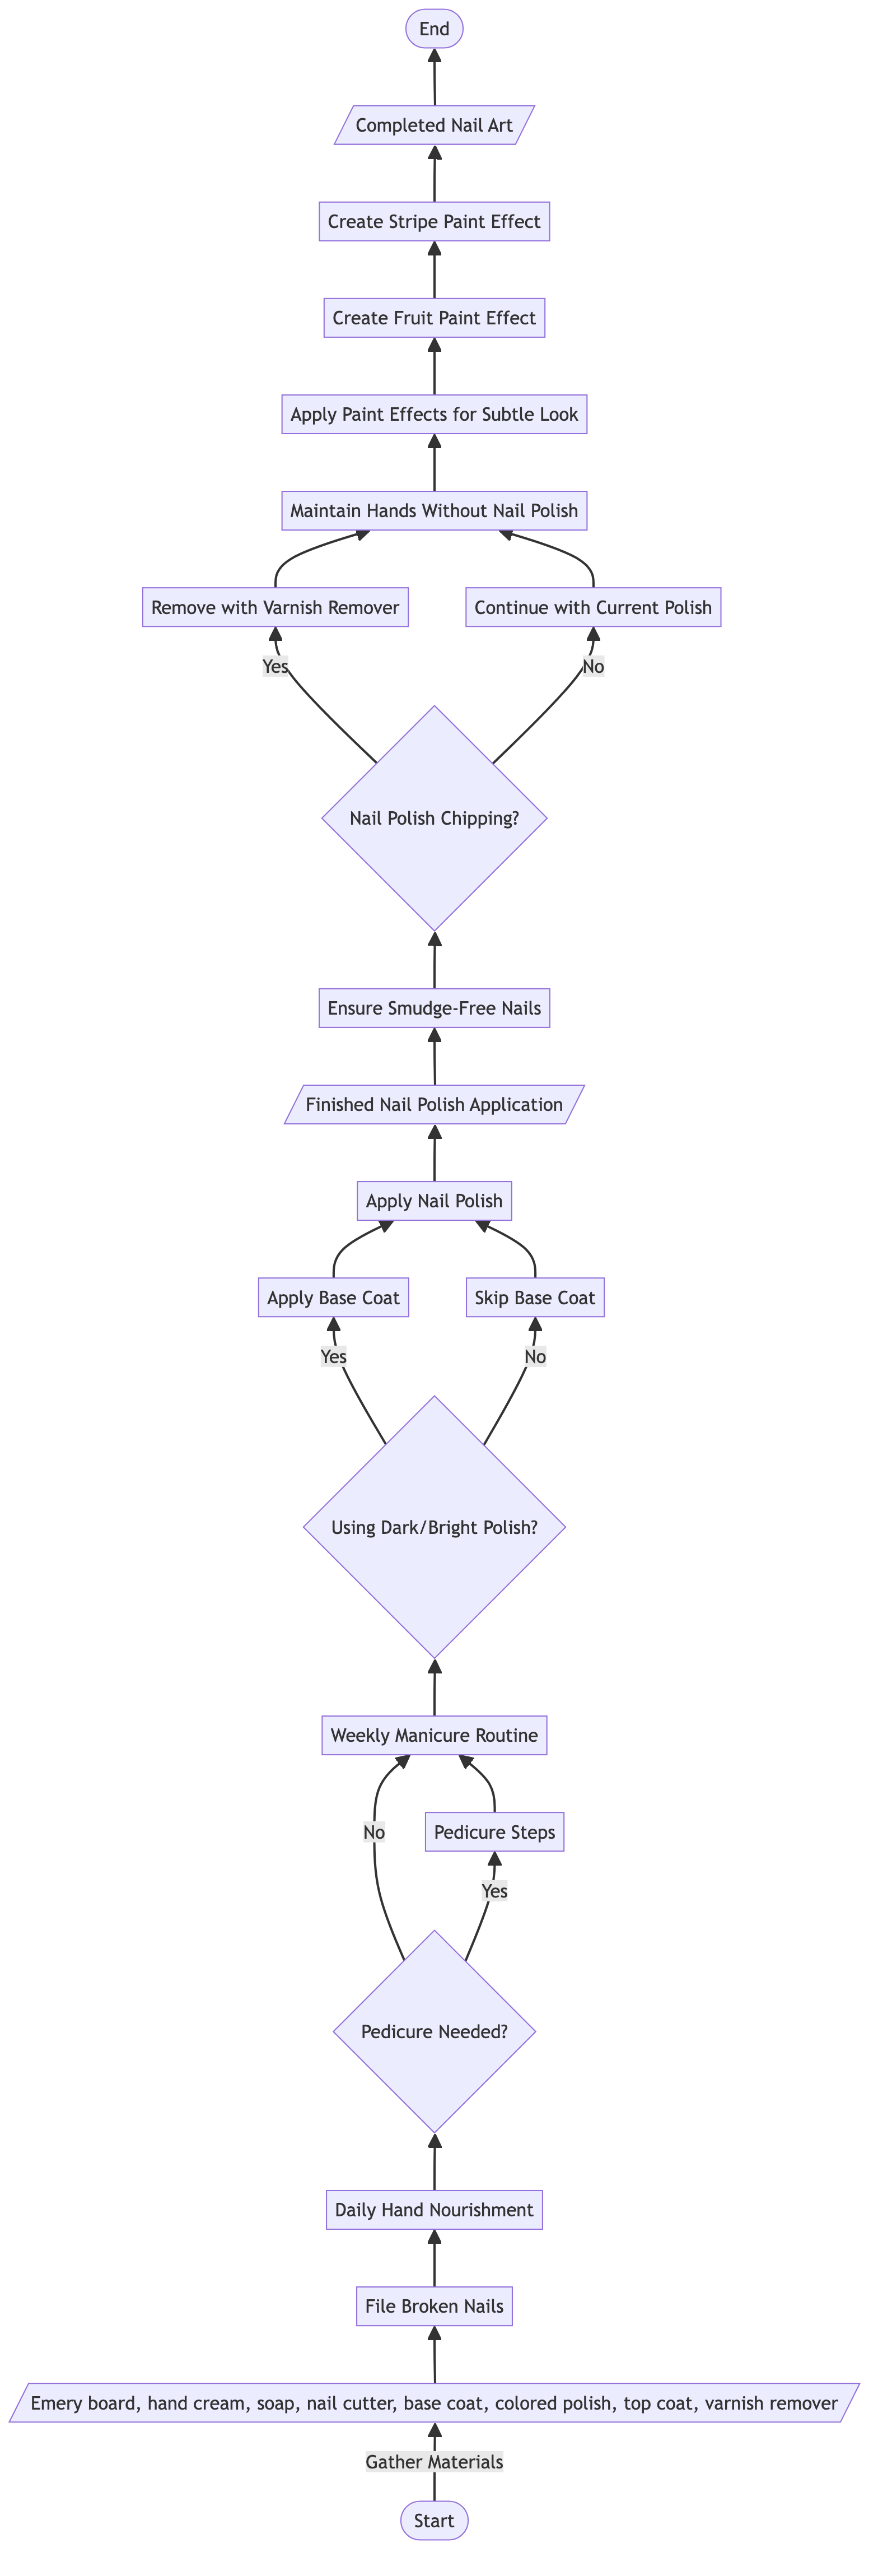 End
Completed Nail Art
Create Stripe Paint Effect
Create Fruit Paint Effect
Apply Paint Effects for Subtle Look
Maintain Hands Without Nail Polish
Remove with Varnish Remover
Continue with Current Polish
Yes
No
Nail Polish Chipping?
Ensure Smudge-Free Nails
Finished Nail Polish Application
Apply Nail Polish
Apply Base Coat
Skip Base Coat
Yes
No
Using Dark/Bright Polish?
Weekly Manicure Routine
No
Pedicure Steps
Yes
Pedicure Needed?
Daily Hand Nourishment
File Broken Nails
Emery board, hand cream, soap, nail cutter, base coat, colored polish, top coat, varnish remover
Gather Materials
Start